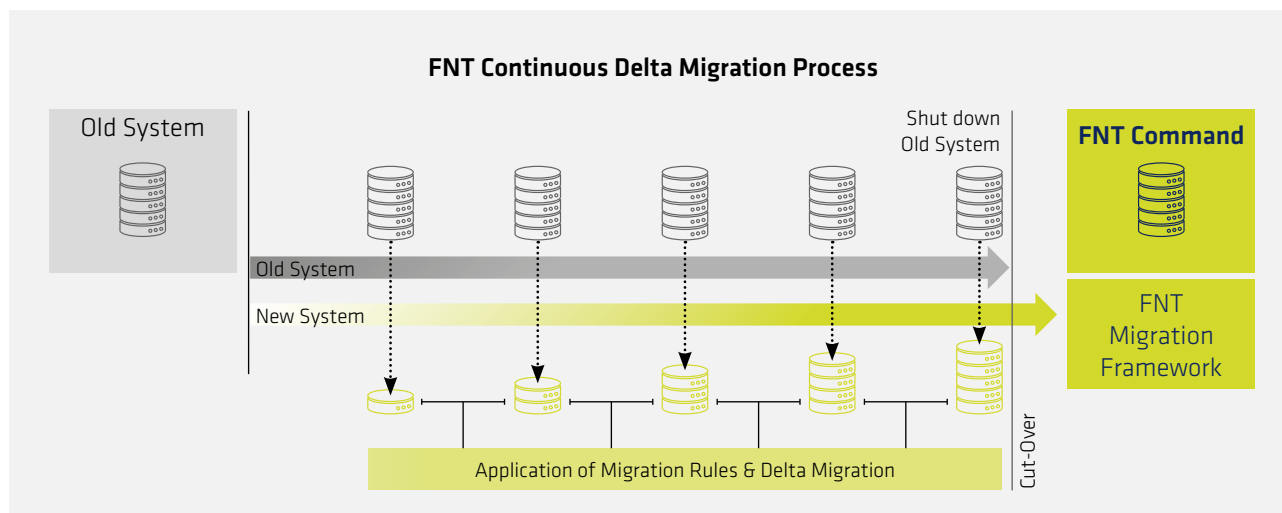 FNT Continuous Delta Migration Process
Old System
Shut down
Old System
FNT Command
Old System
New System
FNT
Migration
Framework
Application of Migration Rules & Delta Migration
Cut-Over